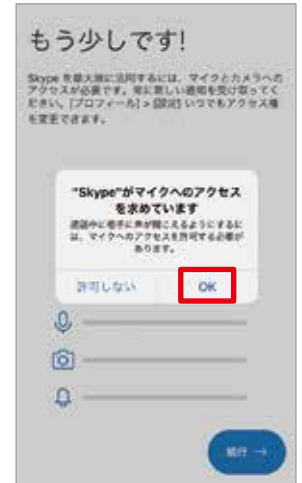 もう少しです!
Skype を最大限に活用するには、マイクとカメラへの
アクセスが必要です。常に新しい通知を受け取ってく
ださい。[プロフィール] > [設定] いつでもアクセス権
を変更できます。
"Skype"がマイクへのアクセス
を求めています
通話中に相手に声が聞こえるようにするに
は、マイクへのアクセスを許可する必要が
あります。
許可しない
OK
続行 →